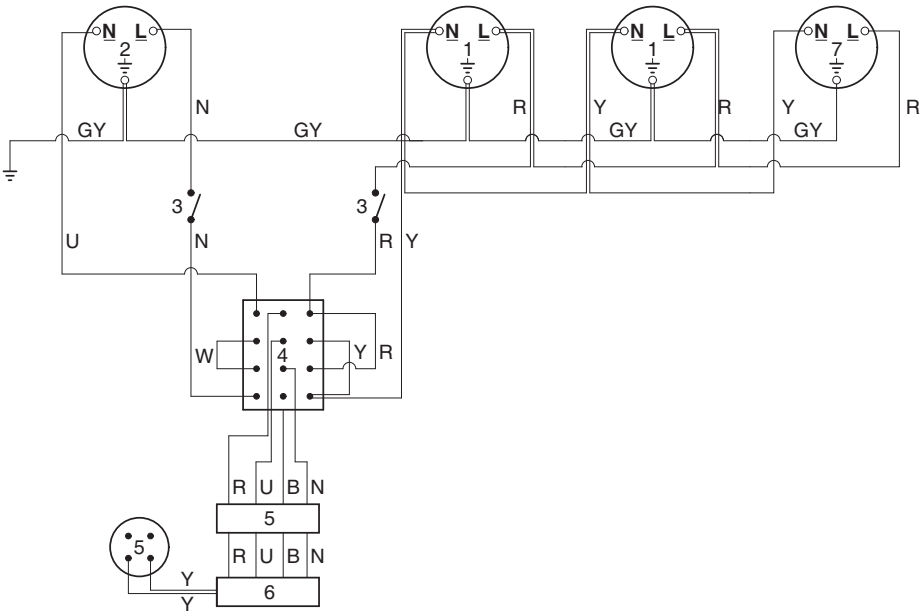 N L N L N L N L
2 1 1 7
N R Y R Y R
GY GY GY GY
3 3
U N R Y
W 4 Y R
R U B N
5
5 R U B N
Y 6
Y